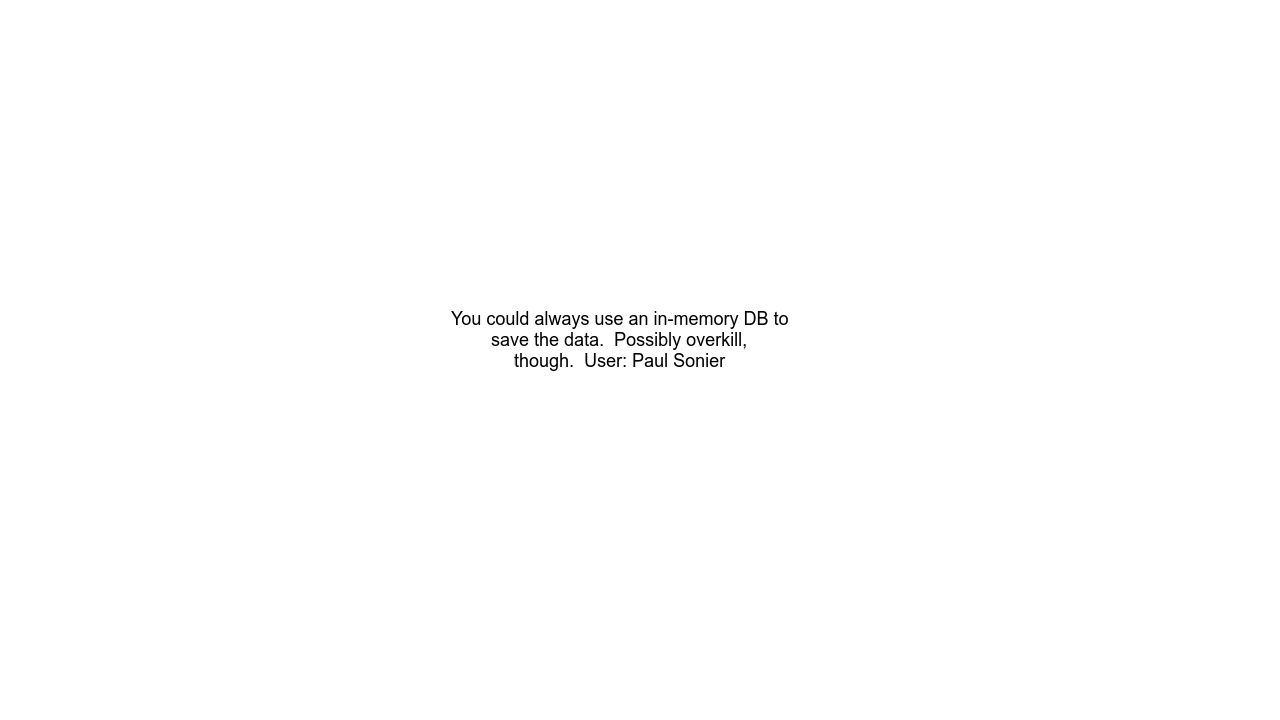 You could always use an in-memory DB to
save the data.  Possibly overkill,
though.  User: Paul Sonier